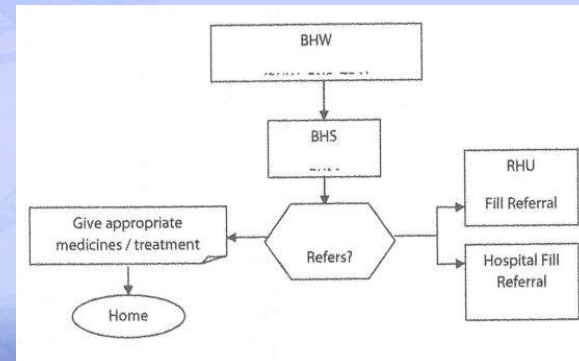 BHW
BHS
RHU
Fill Referral
Give appropriate
medicines / treatment
Refers?
Hospital Fill
Referral
Home